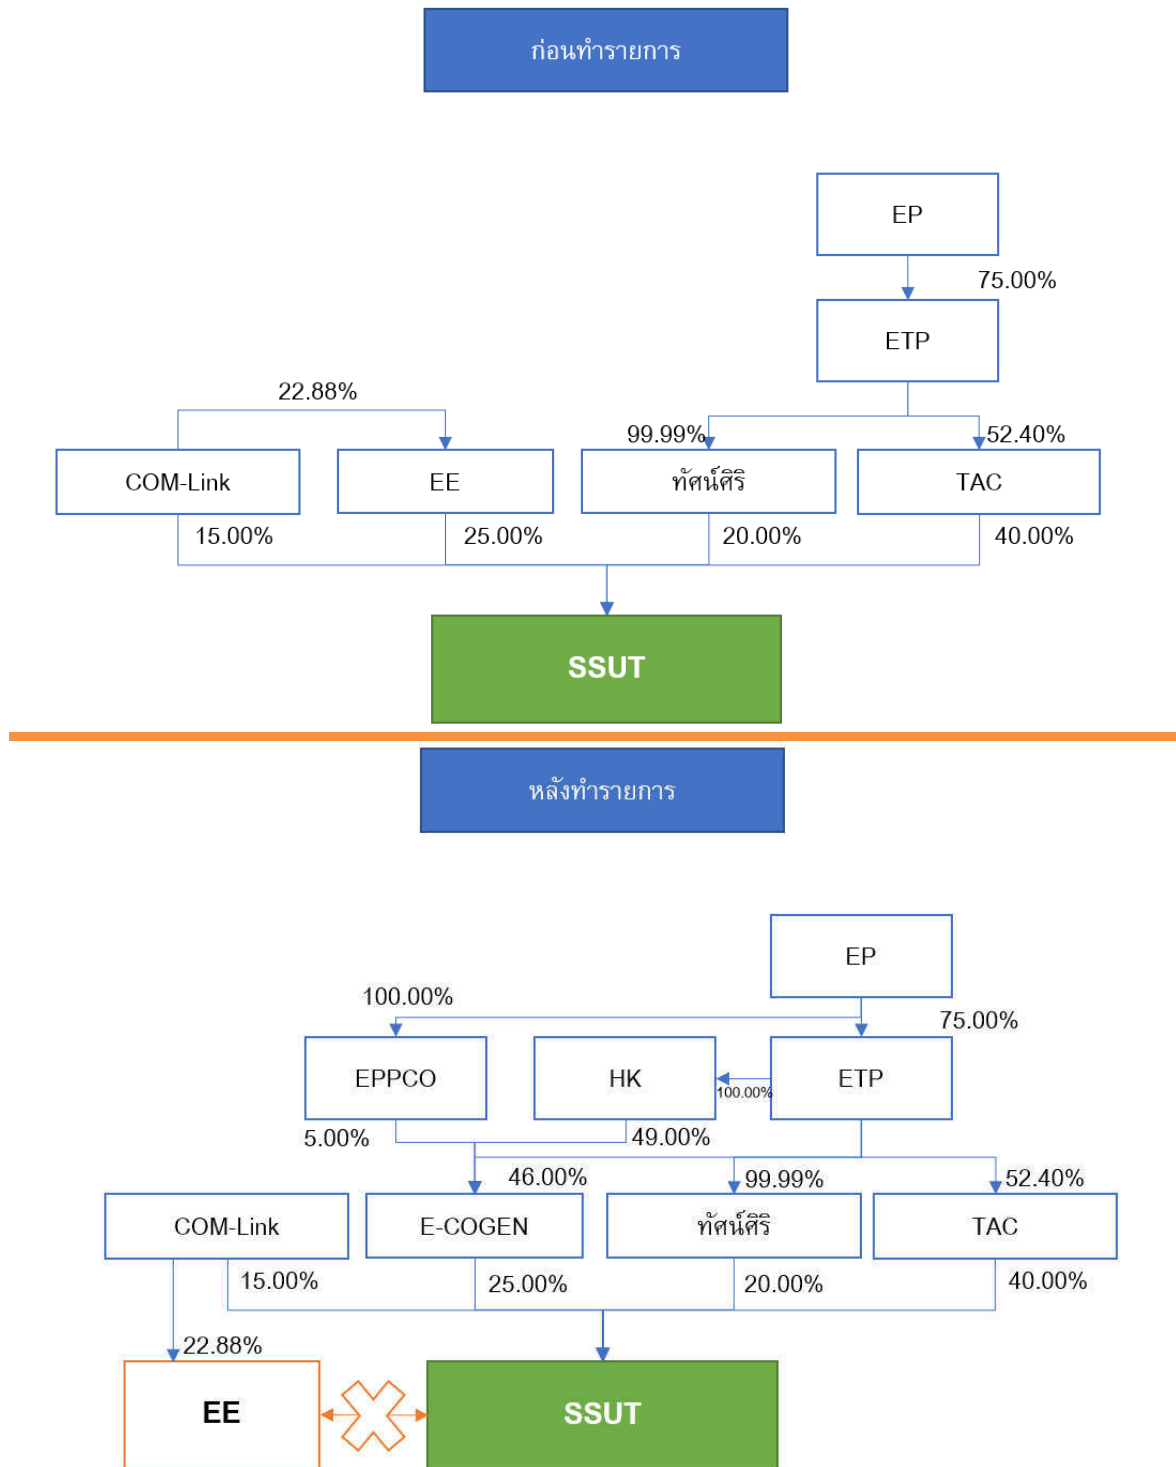 ก่อนทำรายการ
EP
75.00%
ETP
22.88%
99.99%
52.40%
COM-Link
EE
ทัศน์ศิริ
TAC
15.00%
25.00%
20.00%
40.00%
SSUT
หลังทำรายการ
EP
100.00%
75.00%
EPPCO
HK
100.00%
ETP
5.00%
49.00%
46.00%
99.99%
52.40%
COM-Link
E-COGEN
ทัศน์ศิริ
TAC
15.00%
25.00%
20.00%
40.00%
22.88%
EE
SSUT